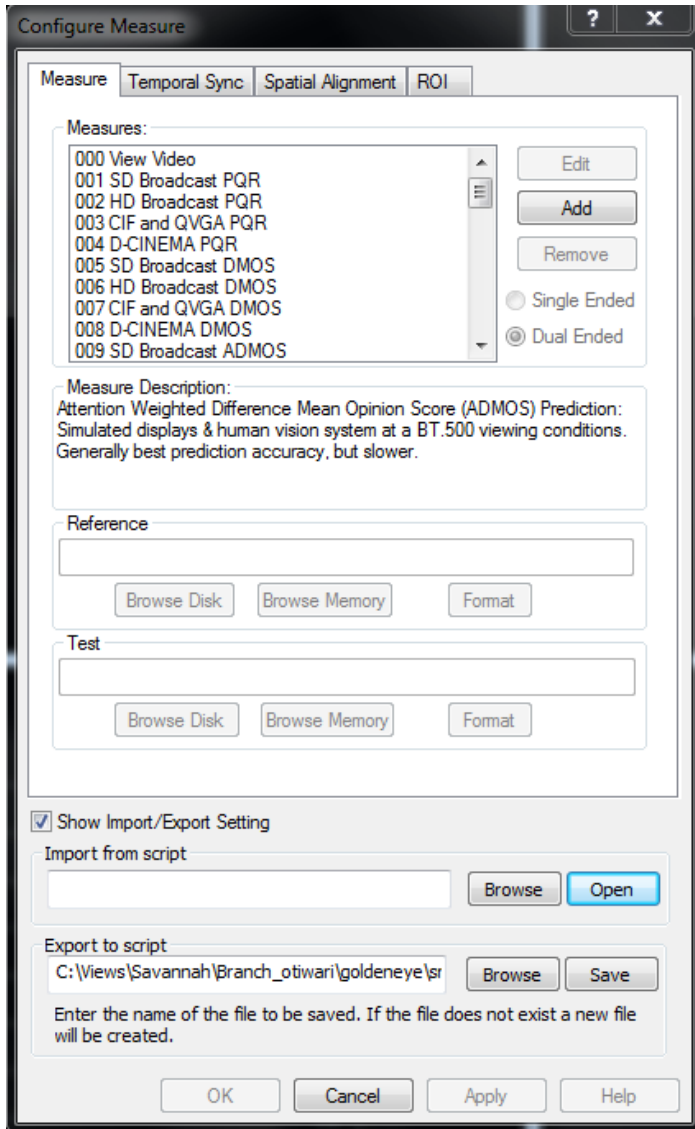 Configure Measure
? x
Measure Temporal Sync Spatial Alignment ROI
Measures:
000 View Video
001 SD Broadcast PQR
002 HD Broadcast PQR
003 CIF and QVGA PQR
004 D-CINEMA PQR
005 SD Broadcast DMOS
006 HD Broadcast DMOS
007 CIF and QVGA DMOS
008 D-CINEMA DMOS
009 SD Broadcast ADMOS
Edit
Add
Remove
Single Ended
Dual Ended
Measure Description:
Attention Weighted Difference Mean Opinion Score (ADMOS) Prediction:
Simulated displays & human vision system at a BT.500 viewing conditions.
Generally best prediction accuracy, but slower.
Reference
Browse Disk Browse Memory Format
Test
Browse Disk Browse Memory Format
Show Import/Export Setting
Import from script
Browse Open
Export to script
C:\Views\Savannah\Branch_otiwari\goldeneye\sr Browse Save
Enter the name of the file to be saved. If the file does not exist a new file
will be created.
OK Cancel Apply Help